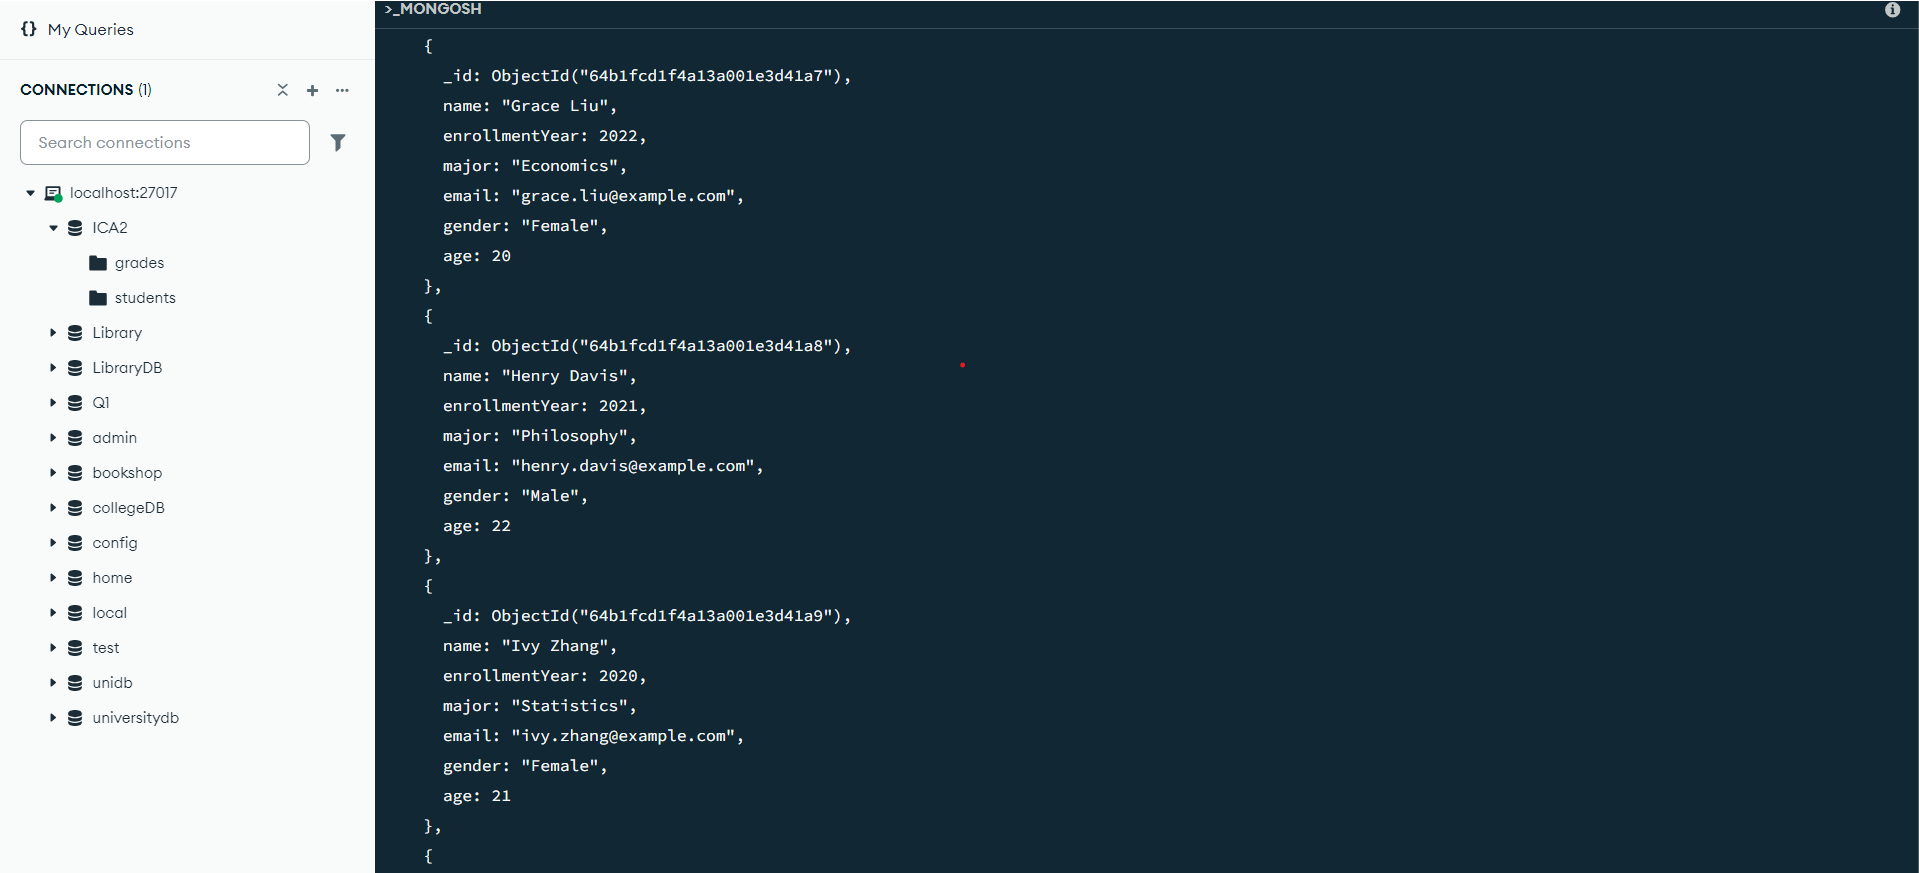 My Queries
CONNECTIONS (1)
Search connections
localhost:27017
ICA2
grades
students
Library
LibraryDB
Q1
admin
bookshop
collegeDB
config
home
local
test
unidb
universitydb
>_MONGOSH
{
_id: ObjectId("64b1fcd1f4a13a001e3d41a7"),
name: "Grace Liu",
enrollmentYear: 2022,
major: "Economics",
email: "grace.liu@example.com",
gender: "Female",
age: 20
},
{
_id: ObjectId("64b1fcd1f4a13a001e3d41a8"),
name: "Henry Davis",
enrollmentYear: 2021,
major: "Philosophy",
email: "henry.davis@example.com",
gender: "Male",
age: 22
},
{
_id: ObjectId("64b1fcd1f4a13a001e3d41a9"),
name: "Ivy Zhang",
enrollmentYear: 2020,
major: "Statistics",
email: "ivy.zhang@example.com",
gender: "Female",
age: 21
},
{